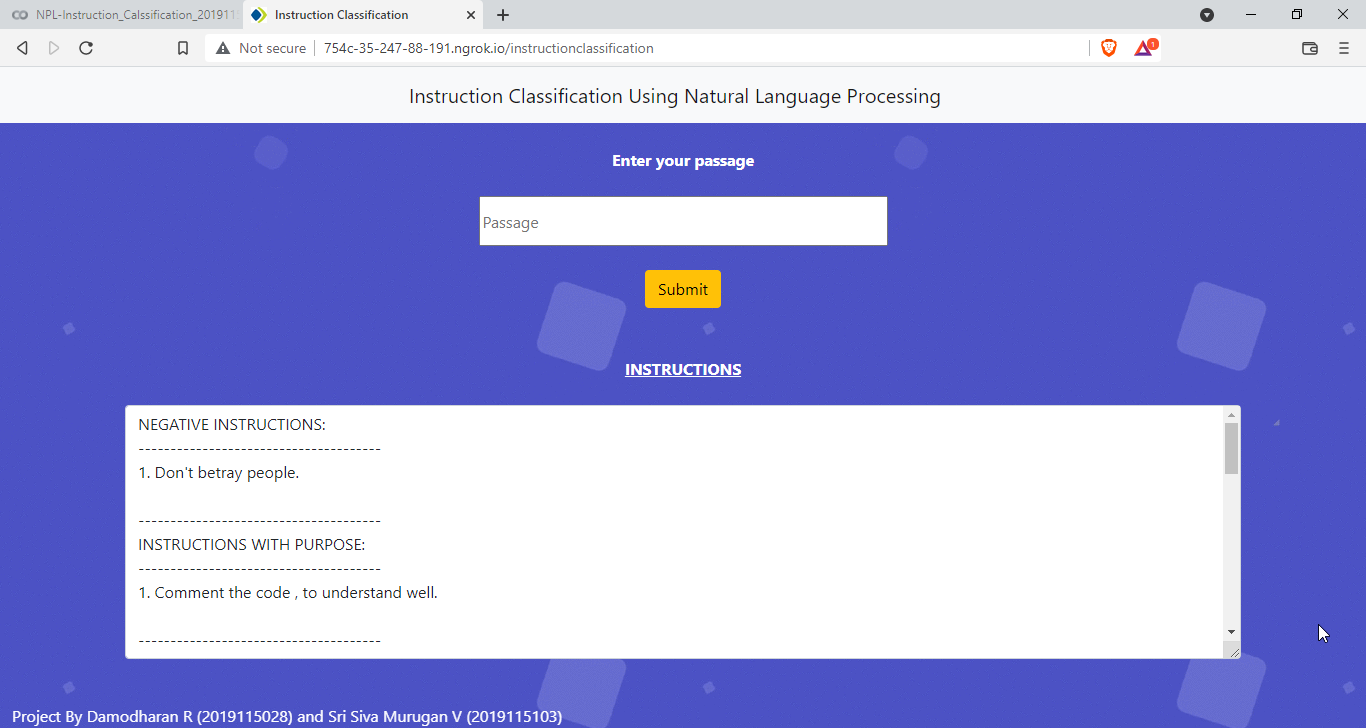 NPL-Instruction_Calssification_20191
Instruction Classification
Not secure
754c-35-247-88-191.ngrok.io/instructionclassification
1
Instruction Classification Using Natural Language Processing
Enter your passage
Passage
Submit
INSTRUCTIONS
NEGATIVE INSTRUCTIONS:
--------------------------------------
1. Don't betray people.
--------------------------------------
INSTRUCTIONS WITH PURPOSE:
--------------------------------------
1. Comment the code , to understand well.
--------------------------------------
Project By Damodharan R (2019115028) and Sri Siva Murugan V (2019115103)